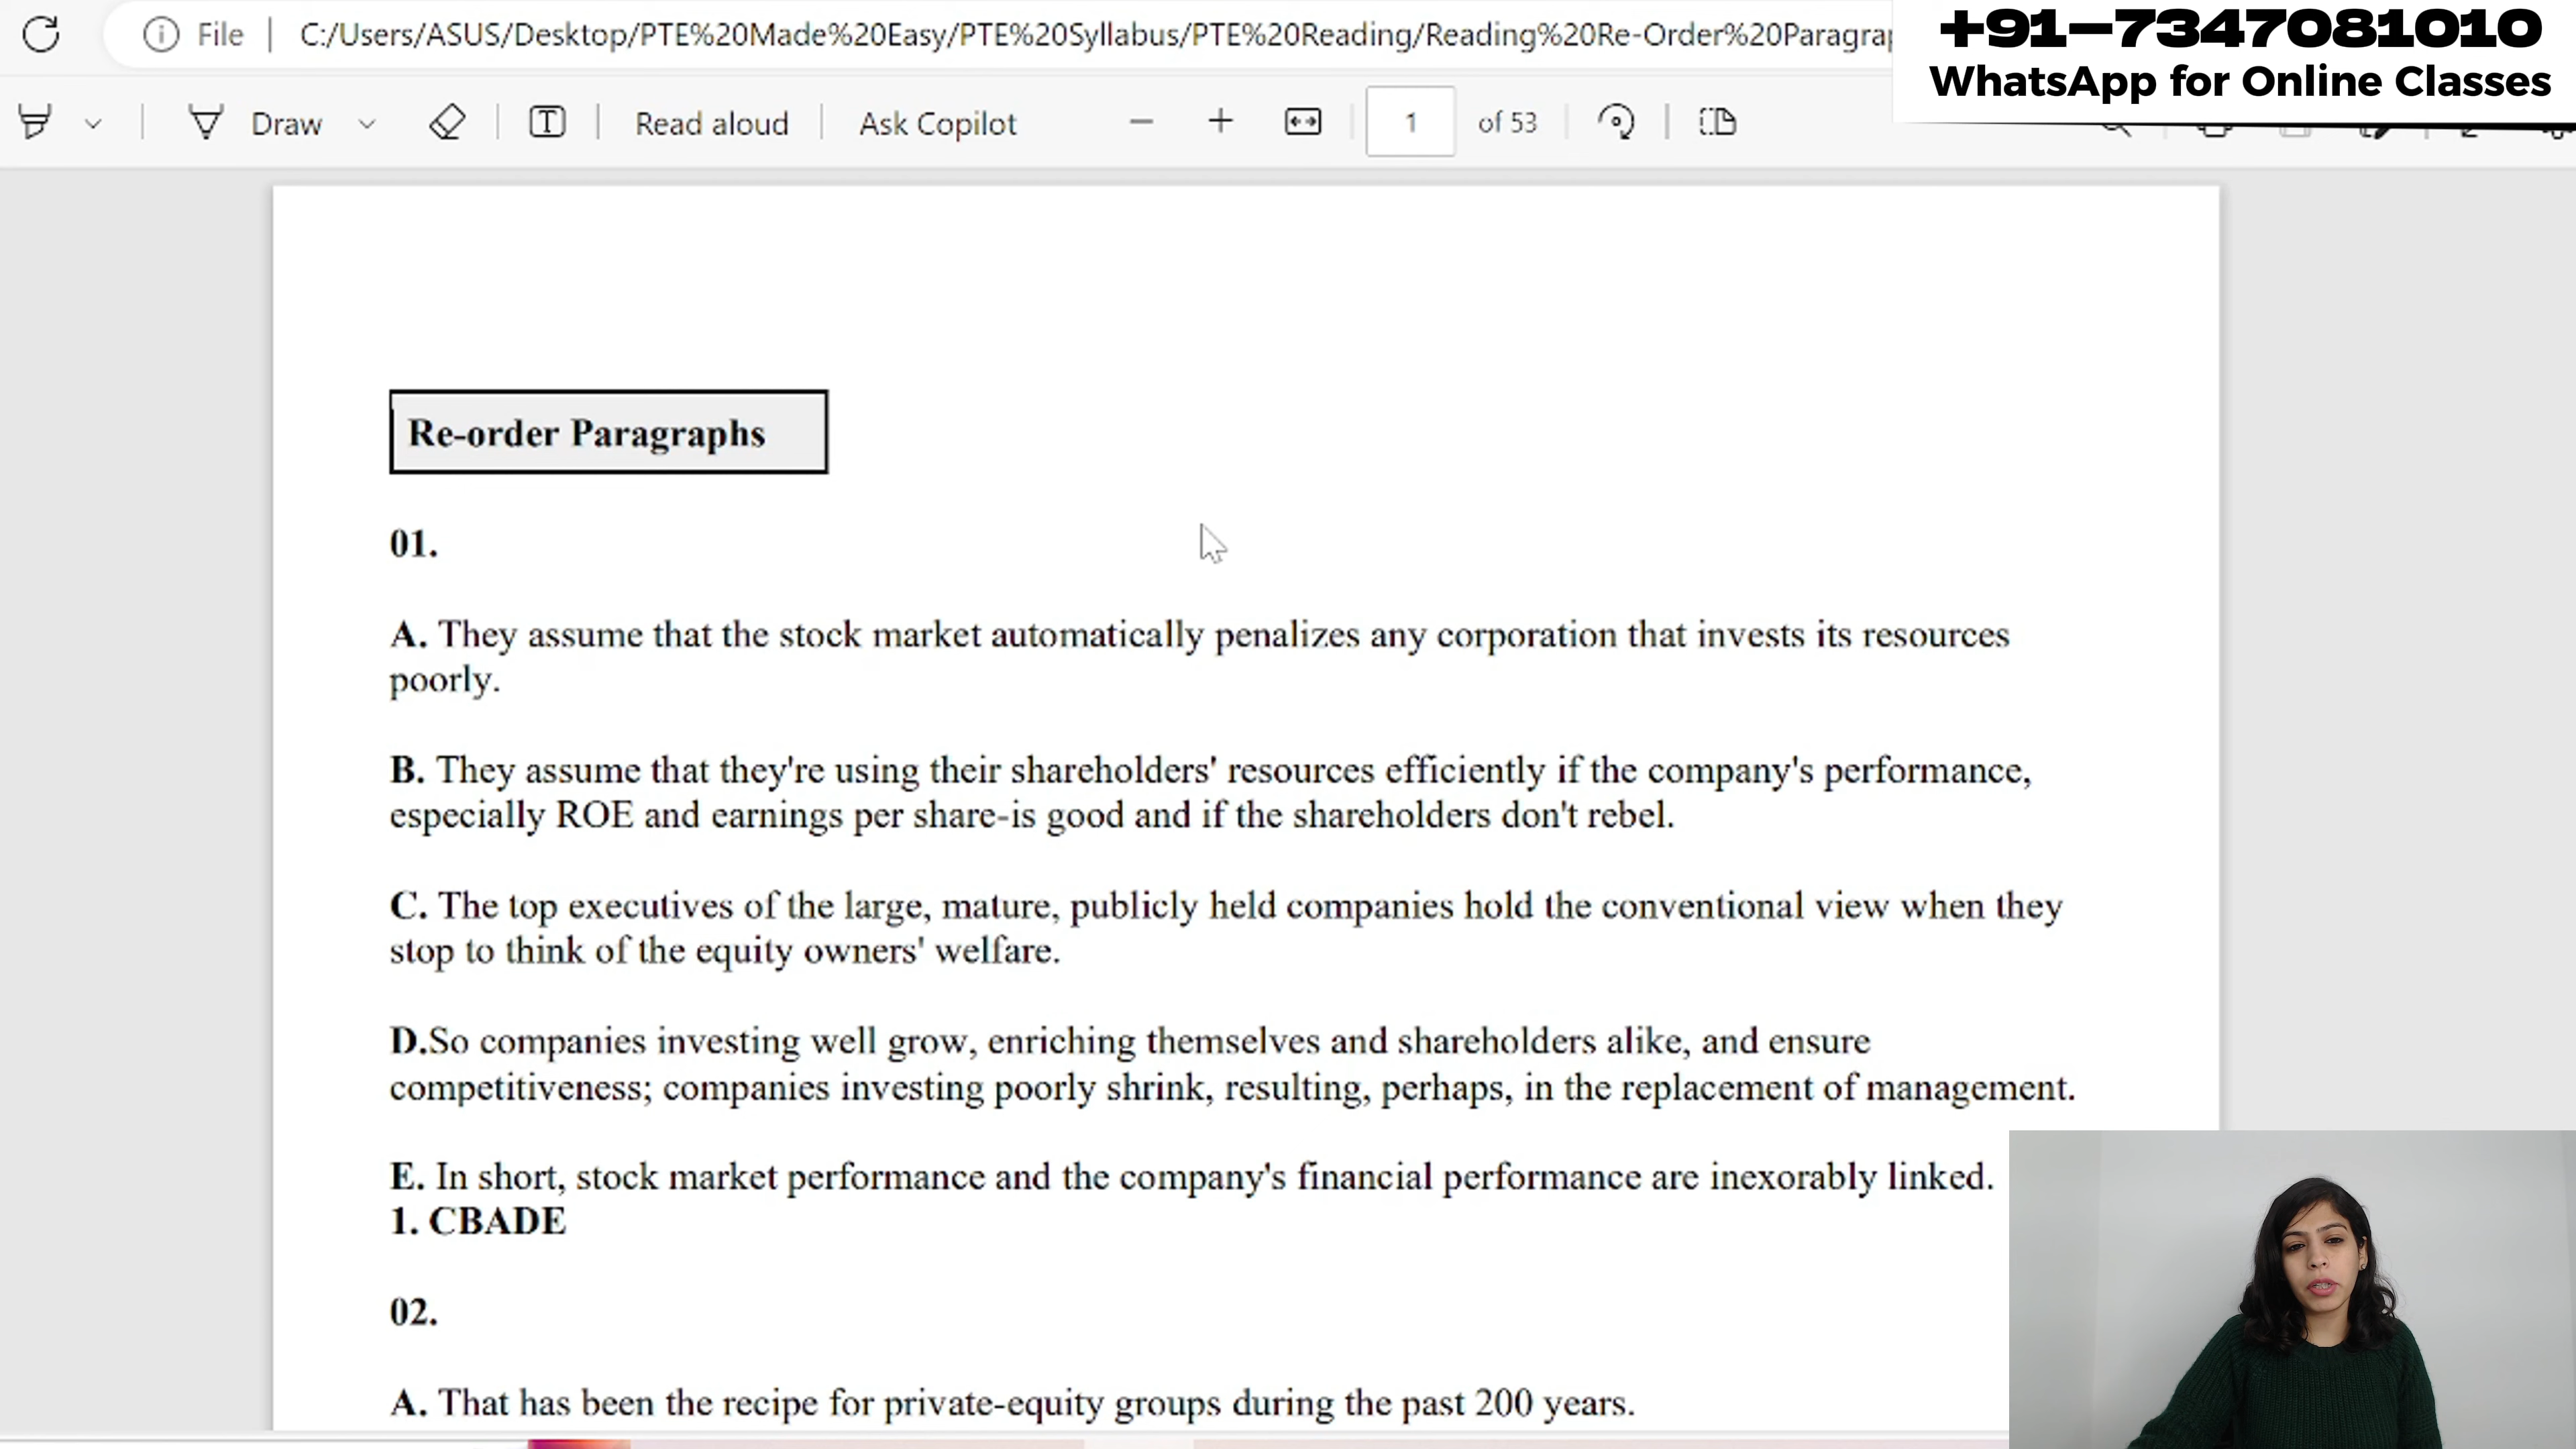 File C:/Users/ASUS/Desktop/PTE%20Made%20Easy/PTE%20Syllabus/PTE%20Reading/Reading%20Re-Order%20Paragrap
+91-7347081010
WhatsApp for Online Classes
Draw Read aloud Ask Copilot 1 of 53
Re-order Paragraphs
01.
A. They assume that the stock market automatically penalizes any corporation that invests its resources
poorly.
B. They assume that they're using their shareholders' resources efficiently if the company's performance,
especially ROE and earnings per share-is good and if the shareholders don't rebel.
C. The top executives of the large, mature, publicly held companies hold the conventional view when they
stop to think of the equity owners' welfare.
D.So companies investing well grow, enriching themselves and shareholders alike, and ensure
competitiveness; companies investing poorly shrink, resulting, perhaps, in the replacement of management.
E. In short, stock market performance and the company's financial performance are inexorably linked.
1. CBADE
02.
A. That has been the recipe for private-equity groups during the past 200 years.